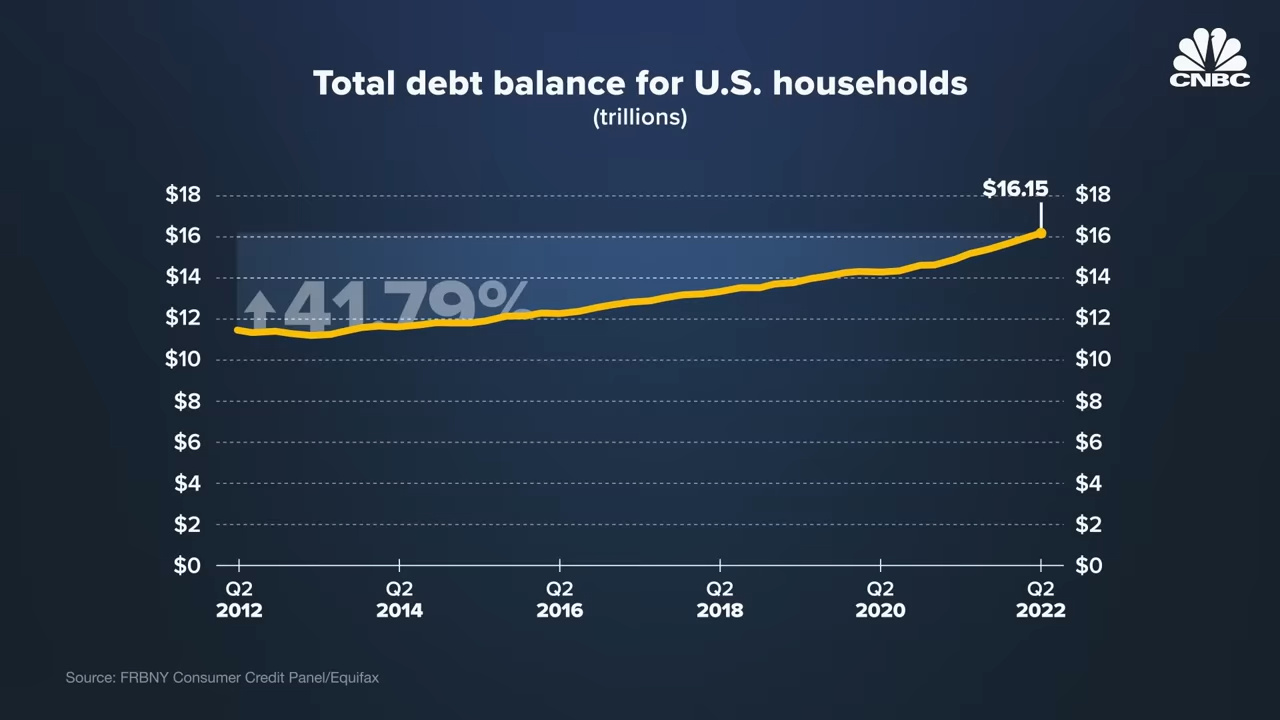 CNBC
Total debt balance for U.S. households
(trillions)
$16.15
$18 $18
$16 $16
$14 $14
41.79%
$12 $12
$10 $10
$8 $8
$6 $6
$4 $4
$2 $2
$0 $0
Q2 Q2 Q2 Q2 Q2 Q2
2012 2014 2016 2018 2020 2022
Source: FRBNY Consumer Credit Panel/Equifax